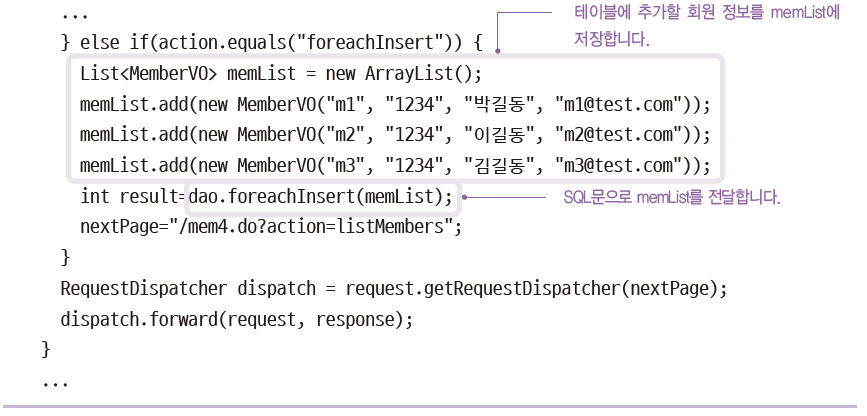 ...
테이블에 추가할 회원 정보를 memList에
저장합니다.
} else if(action.equals("foreachInsert")) {
List<MemberVO> memList = new ArrayList();
memList.add(new MemberVO("m1", "1234", "박길동", "m1@test.com"));
memList.add(new MemberVO("m2", "1234", "이길동", "m2@test.com"));
memList.add(new MemberVO("m3", "1234", "김길동", "m3@test.com"));
int result=dao.foreachInsert(memList);
SQL문으로 memList를 전달합니다.
nextPage="/mem4.do?action=listMembers";
}
RequestDispatcher dispatch = request.getRequestDispatcher(nextPage);
dispatch.forward(request, response);
}
...